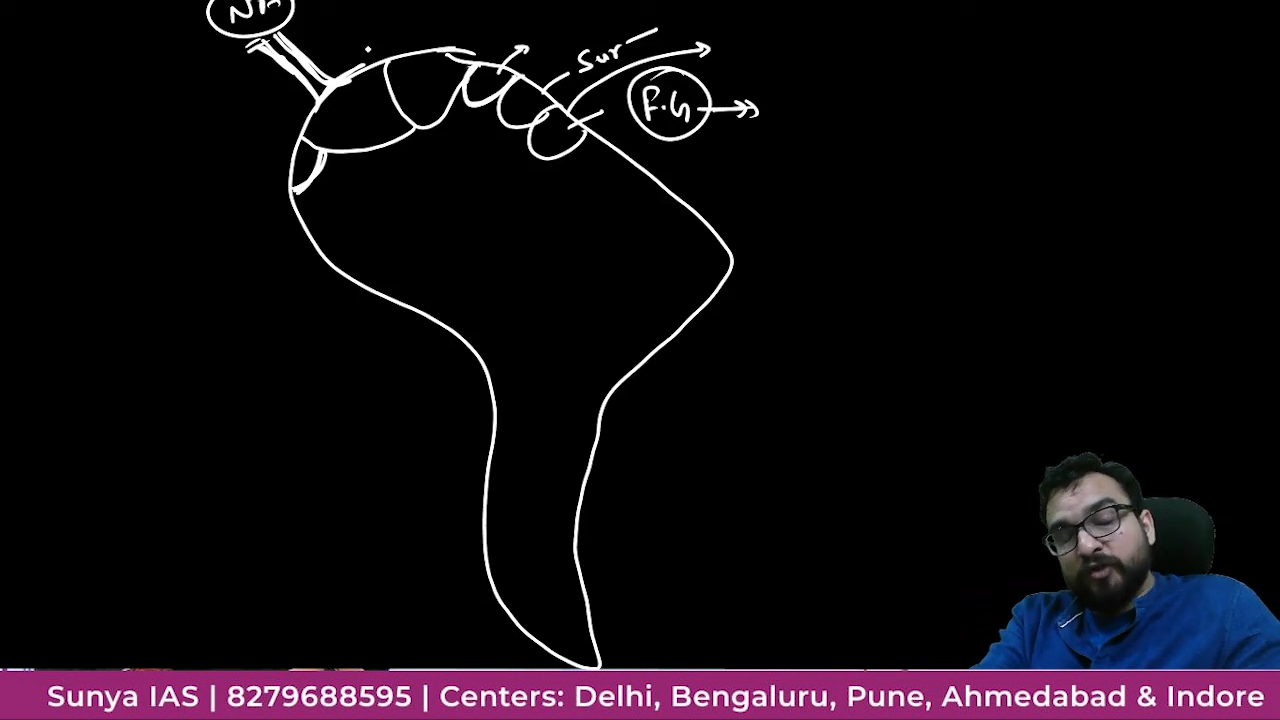 NA
Sur
F.G
Sunya IAS | 8279688595 | Centers: Delhi, Bengaluru, Pune, Ahmedabad & Indore